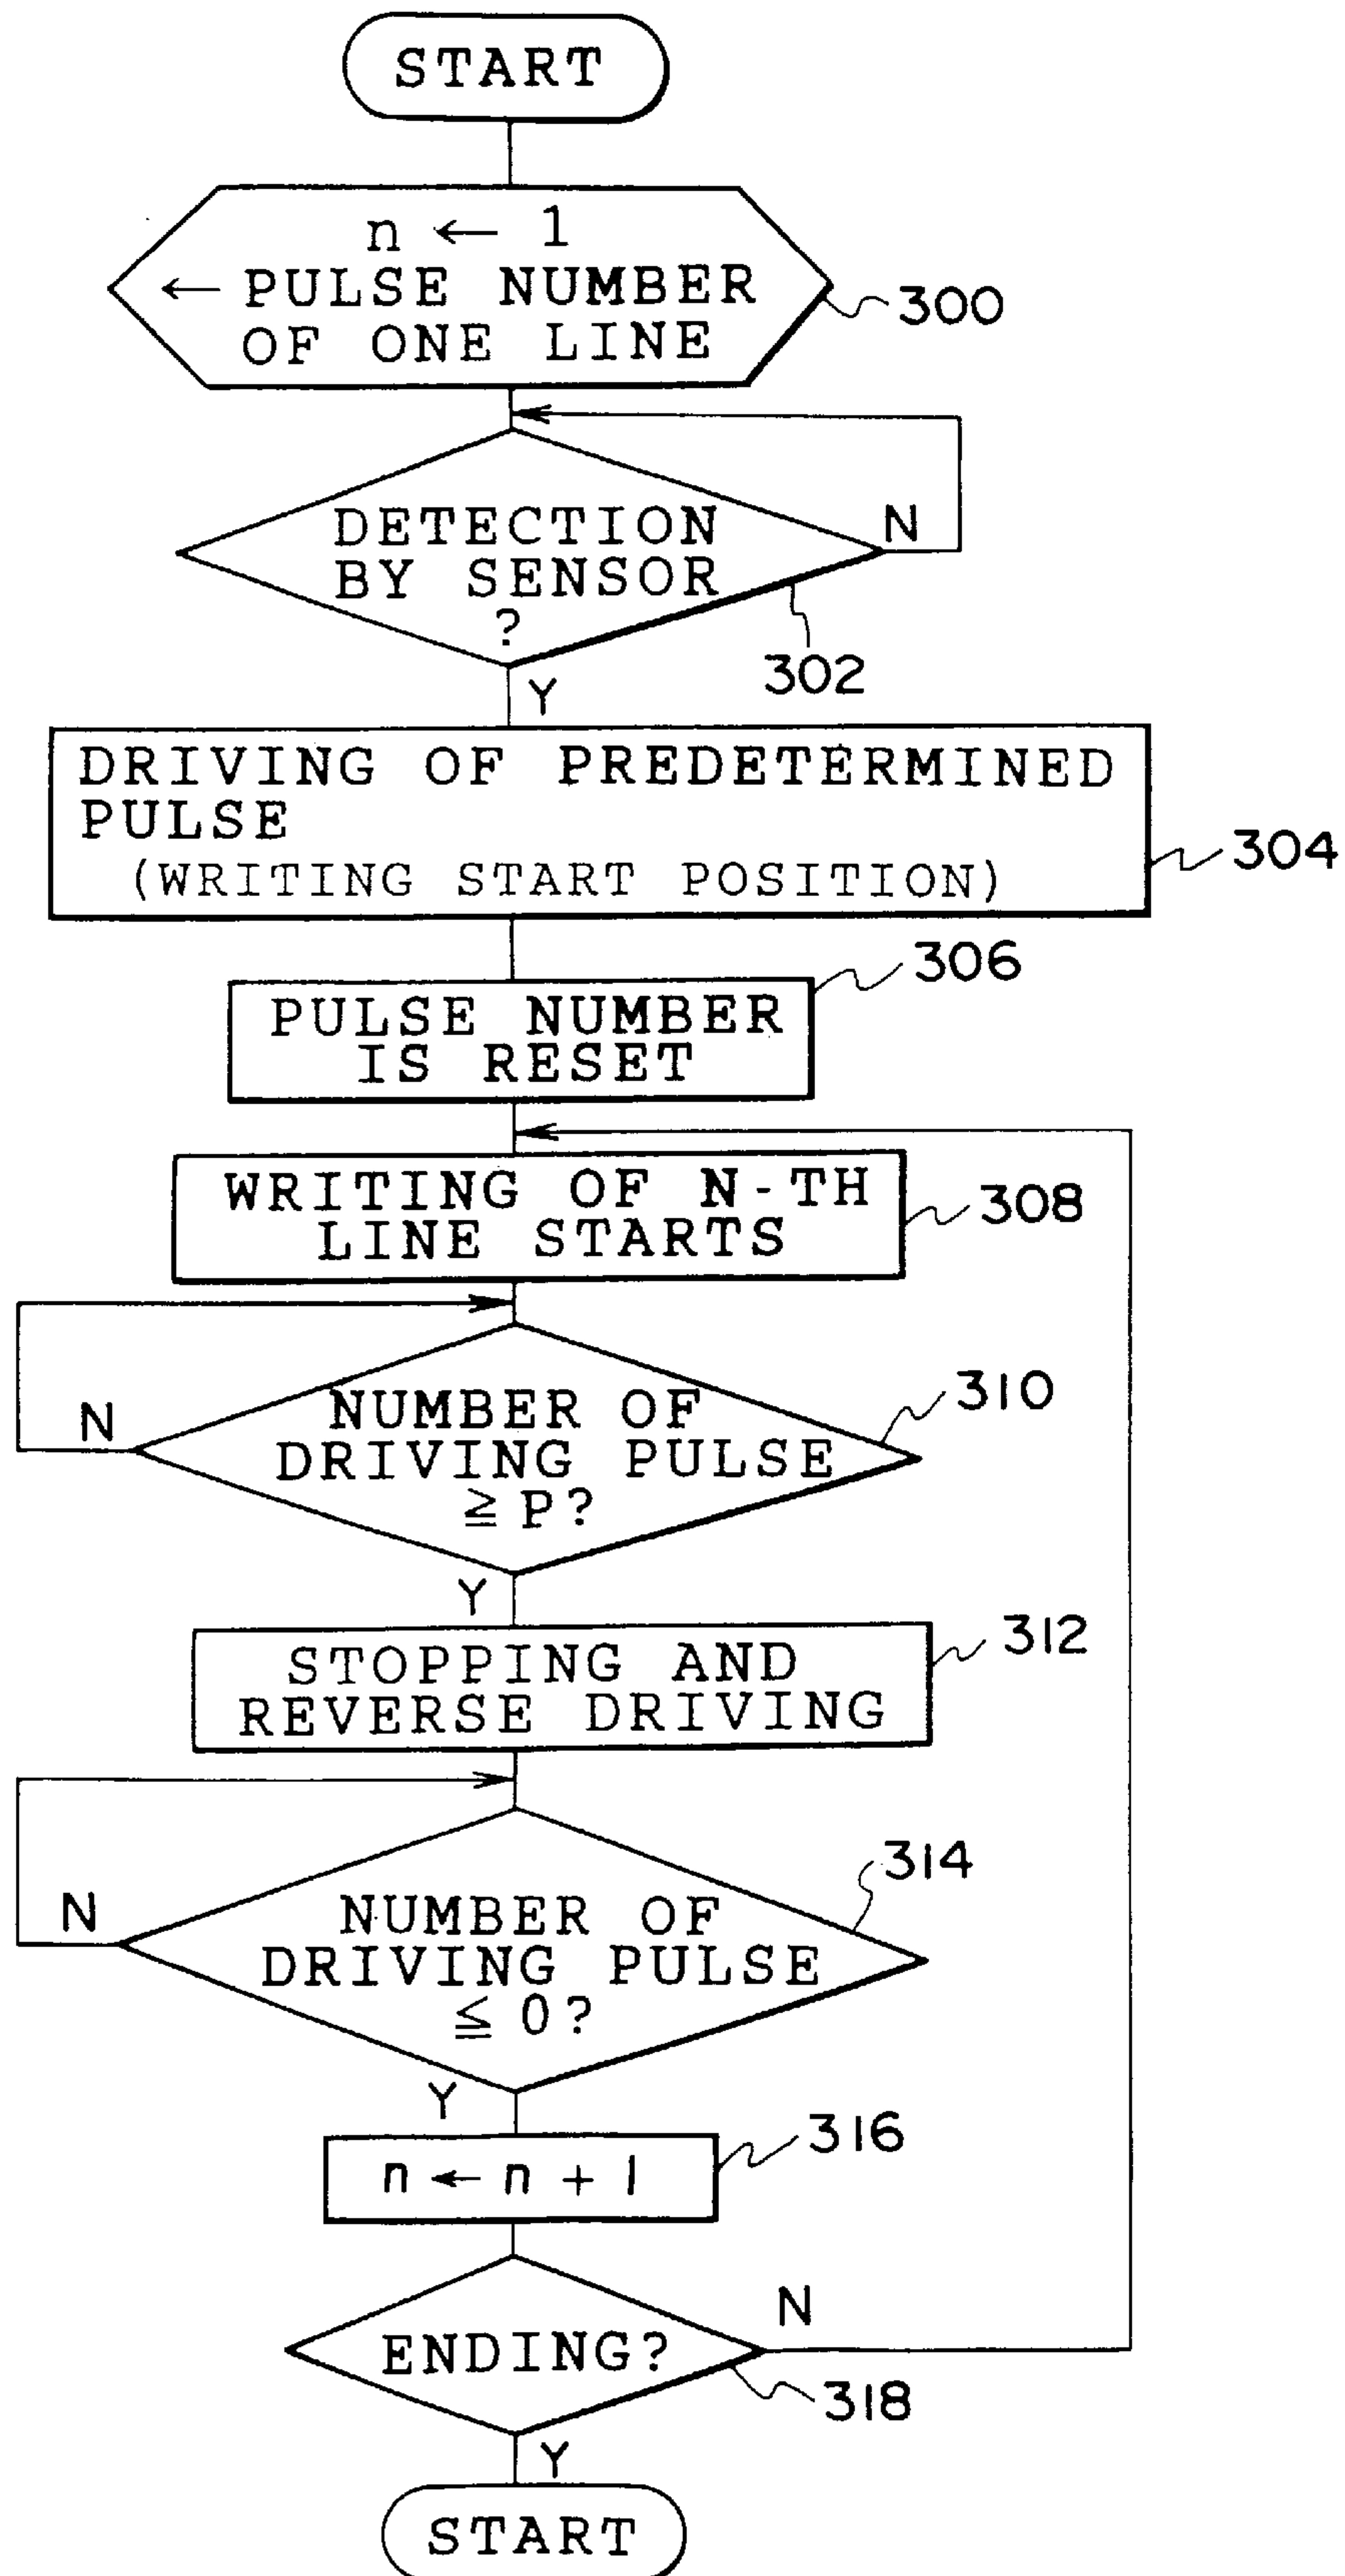 START
n ← 1
← PULSE NUMBER
OF ONE LINE
300
DETECTION
BY SENSOR
?
N
302
Y
DRIVING OF PREDETERMINED
PULSE
(WRITING START POSITION)
304
306
PULSE NUMBER
IS RESET
WRITING OF N-TH
LINE STARTS
308
310
NUMBER OF
DRIVING PULSE
≧ P?
N
Y
312
STOPPING AND
REVERSE DRIVING
314
NUMBER OF
DRIVING PULSE
≦ 0?
N
Y
316
n ← n + 1
N
ENDING?
318
Y
START